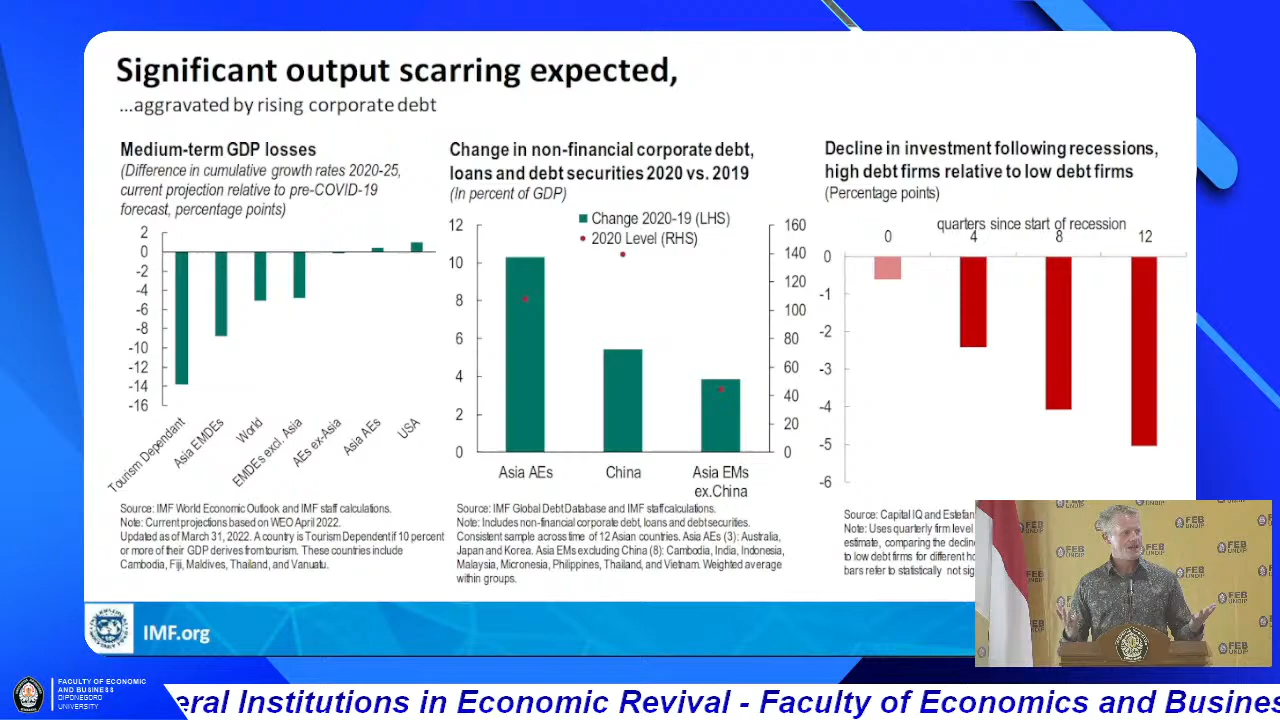 Significant output scarring expected,
...aggravated by rising corporate debt
Medium-term GDP losses
(Difference in cumulative growth rates 2020-25,
current projection relative to pre-COVID-19
forecast, percentage points)
2
0
-2
-4
-6
-8
-10
-12
-14
-16
Tourism Dependant
Asia EMDEs
World
EMDEs excl. Asia
AEs ex-Asia
Asia AEs
USA
Source: IMF World Economic Outlook and IMF staff calculations.
Note: Current projections based on WEO April 2022.
Updated as of March 31, 2022. A country is Tourism Dependent if 10 percent
or more of their GDP derives from tourism. These countries include
Cambodia, Fiji, Maldives, Thailand, and Vanuatu.
Change in non-financial corporate debt,
loans and debt securities 2020 vs. 2019
(In percent of GDP)
Change 2020-19 (LHS)
2020 Level (RHS)
12
10
8
6
4
2
0
160
140
120
100
80
60
40
20
0
Asia AEs
China
Asia EMs
ex.China
Source: IMF Global Debt Database and IMF staff calculations.
Note: Includes non-financial corporate debt, loans and debt securities.
Consistent sample across time of 12 Asian countries. Asia AEs (3): Australia,
Japan and Korea. Asia EMs excluding China (8): Cambodia, India, Indonesia,
Malaysia, Micronesia, Philippines, Thailand, and Vietnam. Weighted average
within groups.
Decline in investment following recessions,
high debt firms relative to low debt firms
(Percentage points)
quarters since start of recession
0 4 8 12
0
-1
-2
-3
-4
-5
-6
Source: Capital IQ and Estefan
Note: Uses quarterly firm level
estimate, comparing the decline
to low debt firms for different ho
bars refer to statistically not sig
FEB
UNDIP
IMF.org
FACULTY OF ECONOMIC
AND BUSINESS
DIPONEGORO
UNIVERSITY
eral Institutions in Economic Revival - Faculty of Economics and Busines